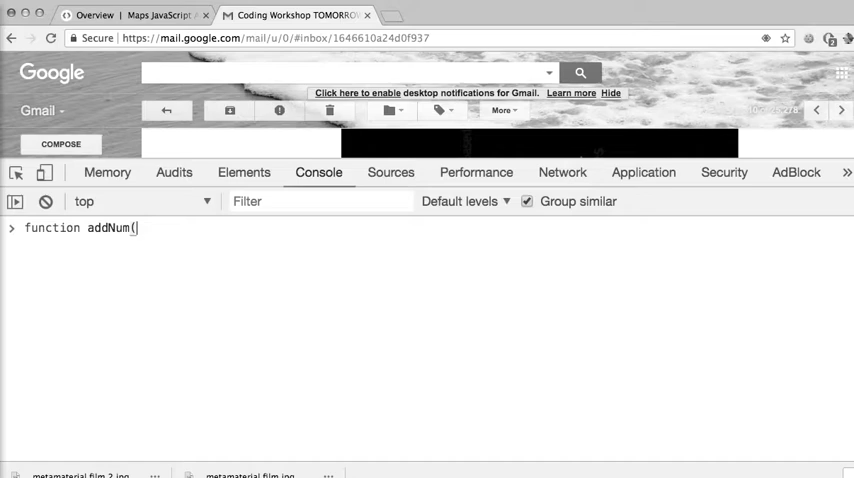 Overview | Maps JavaScript A
Coding Workshop TOMORROW
Secure https://mail.google.com/mail/u/0/#inbox/1646610a24d0f937
Google
Click here to enable desktop notifications for Gmail. Learn more Hide
Gmail
More
COMPOSE
Memory Audits Elements Console Sources Performance Network Application Security AdBlock »
top Filter Default levels Group similar
> function addNum(
metamaterial film 2.jpg ... metamaterial film.jpg ...